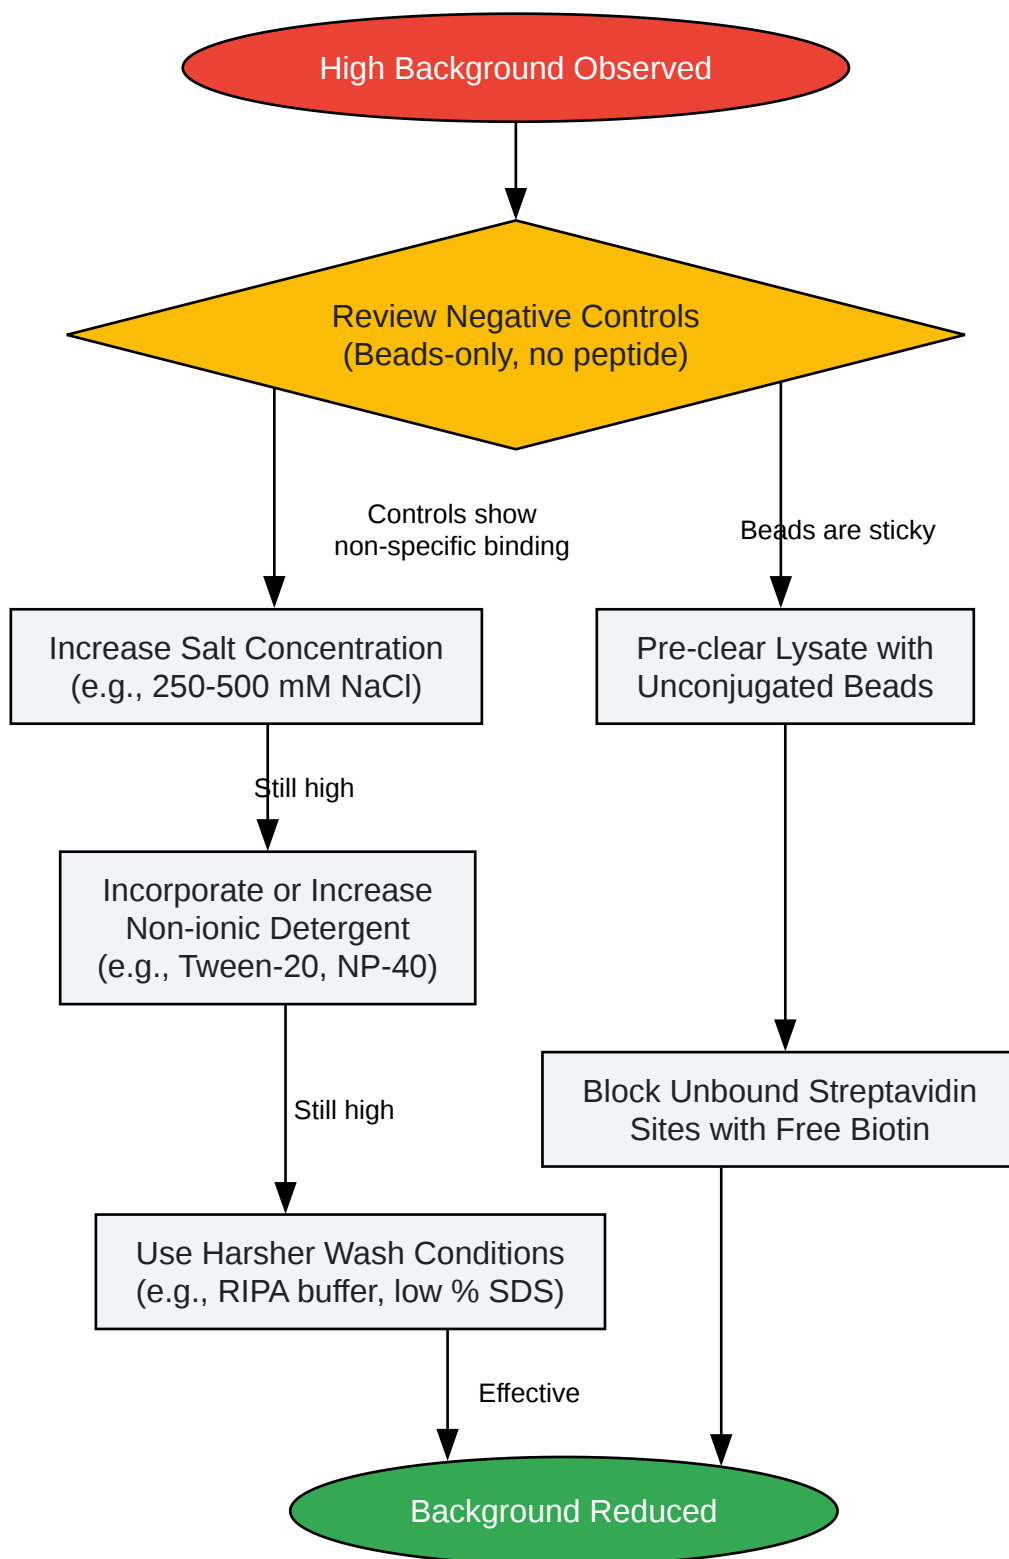 High Background Observed
Review Negative Controls
(Beads-only, no peptide)
Controls show
non-specific binding
Beads are sticky
Increase Salt Concentration
(e.g., 250-500 mM NaCl)
Pre-clear Lysate with
Unconjugated Beads
Still high
Incorporate or Increase
Non-ionic Detergent
(e.g., Tween-20, NP-40)
Block Unbound Streptavidin
Sites with Free Biotin
Still high
Use Harsher Wash Conditions
(e.g., RIPA buffer, low % SDS)
Effective
Background Reduced